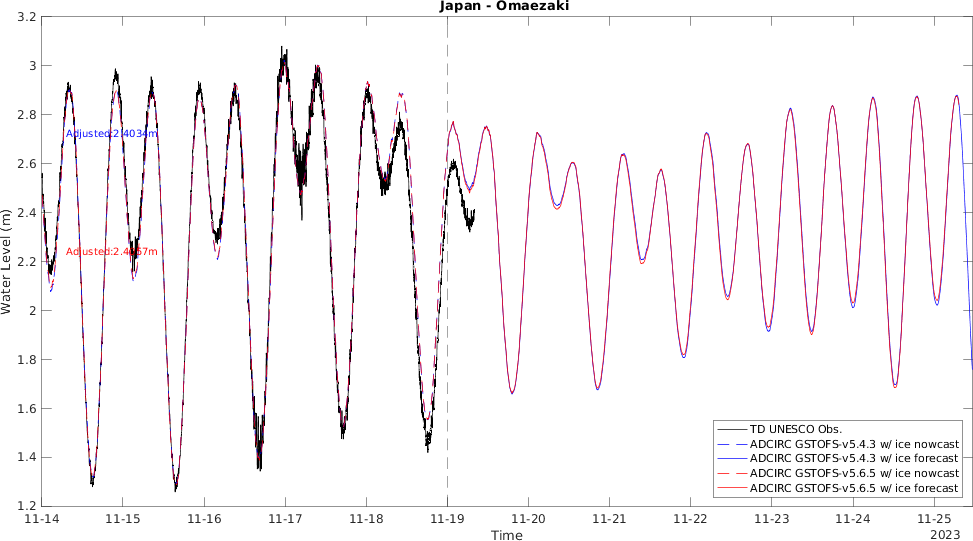 Japan - Omaezaki
3.2
3
2.8
2.6
2.4
2.2
2
1.8
1.6
1.4
1.2
Water Level (m)
Adjusted:2.4034m
TD UNESCO Obs.
ADCIRC GSTOFS-v5.4.3 w/ ice nowcast
ADCIRC GSTOFS-v5.4.3 w/ ice forecast
ADCIRC GSTOFS-v5.6.5 w/ ice nowcast
ADCIRC GSTOFS-v5.6.5 w/ ice forecast
11-14
11-15
11-16
11-17
11-18
11-19
11-20
11-21
11-22
11-23
11-24
11-25
2023
Time